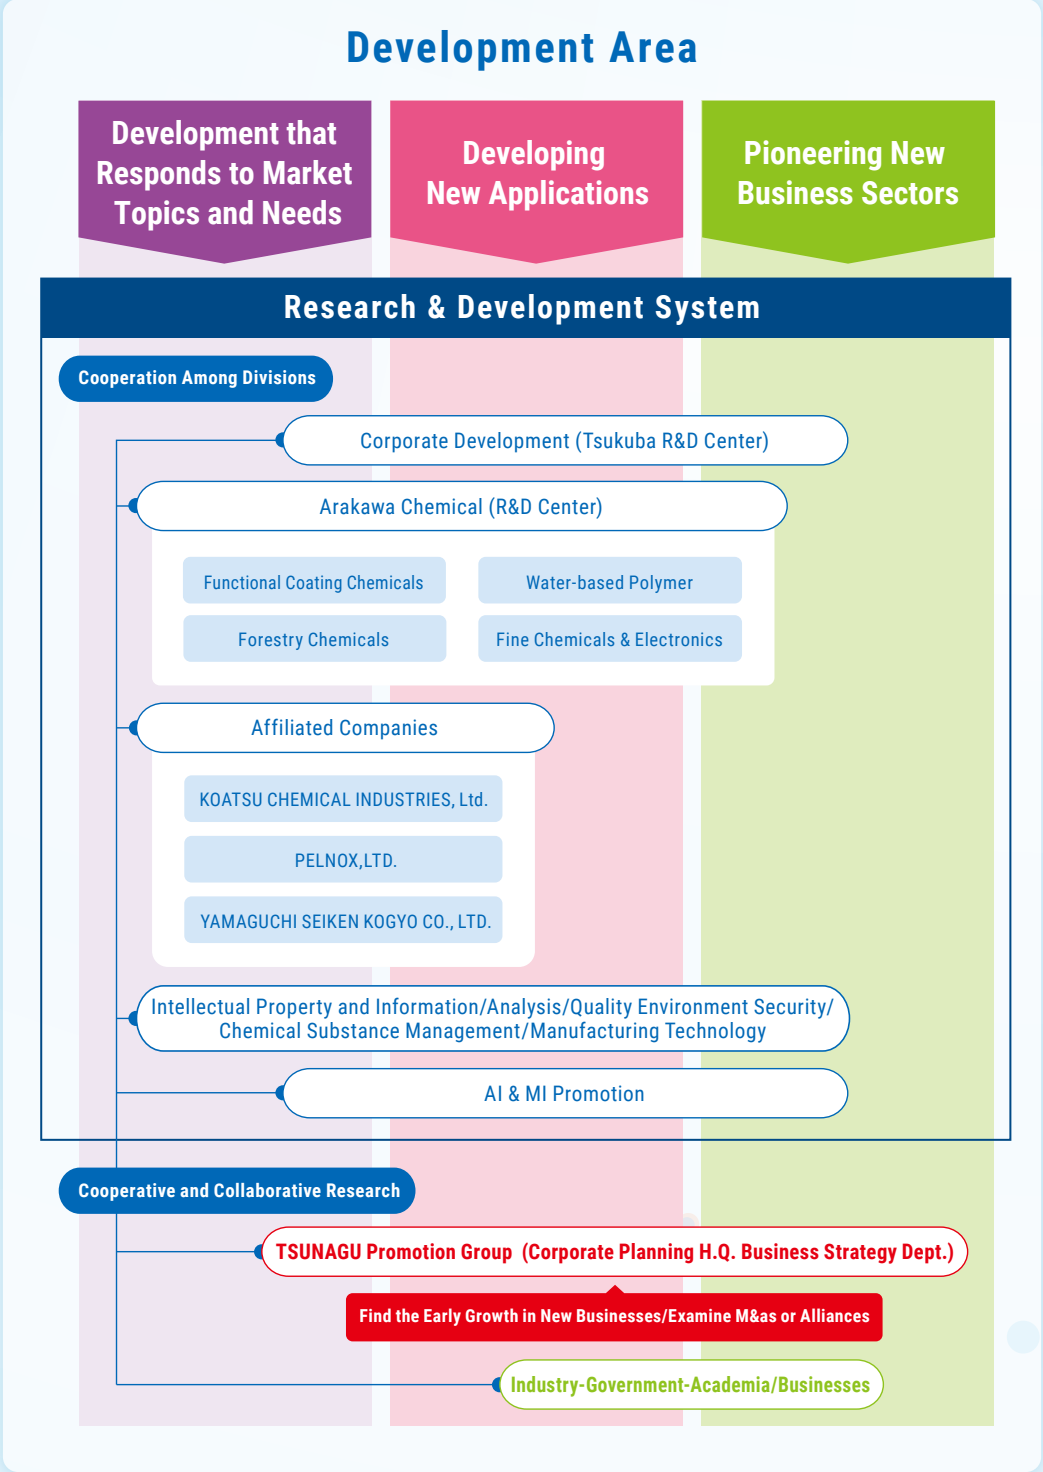 Development Area
Development that
Responds to Market
Topics and Needs
Developing
New Applications
Pioneering New
Business Sectors
Research & Development System
Cooperation Among Divisions
Corporate Development (Tsukuba R&D Center)
Arakawa Chemical (R&D Center)
Functional Coating Chemicals
Water-based Polymer
Forestry Chemicals
Fine Chemicals & Electronics
Affiliated Companies
KOATSU CHEMICAL INDUSTRIES, Ltd.
PELNOX,LTD.
YAMAGUCHI SEIKEN KOGYO CO., LTD.
Intellectual Property and Information/Analysis/Quality Environment Security/
Chemical Substance Management/Manufacturing Technology
AI & MI Promotion
Cooperative and Collaborative Research
TSUNAGU Promotion Group (Corporate Planning H.Q. Business Strategy Dept.)
Find the Early Growth in New Businesses/Examine M&as or Alliances
Industry-Government-Academia/Businesses